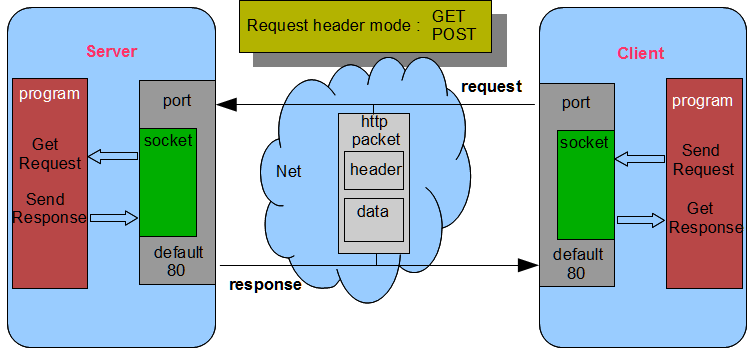 Request header mode : GET
POST
Server
program
port
socket
Get
Request
Send
Response
default
80
request
http
packet
header
data
Net
response
Client
port
program
socket
Send
Request
Get
Response
default
80